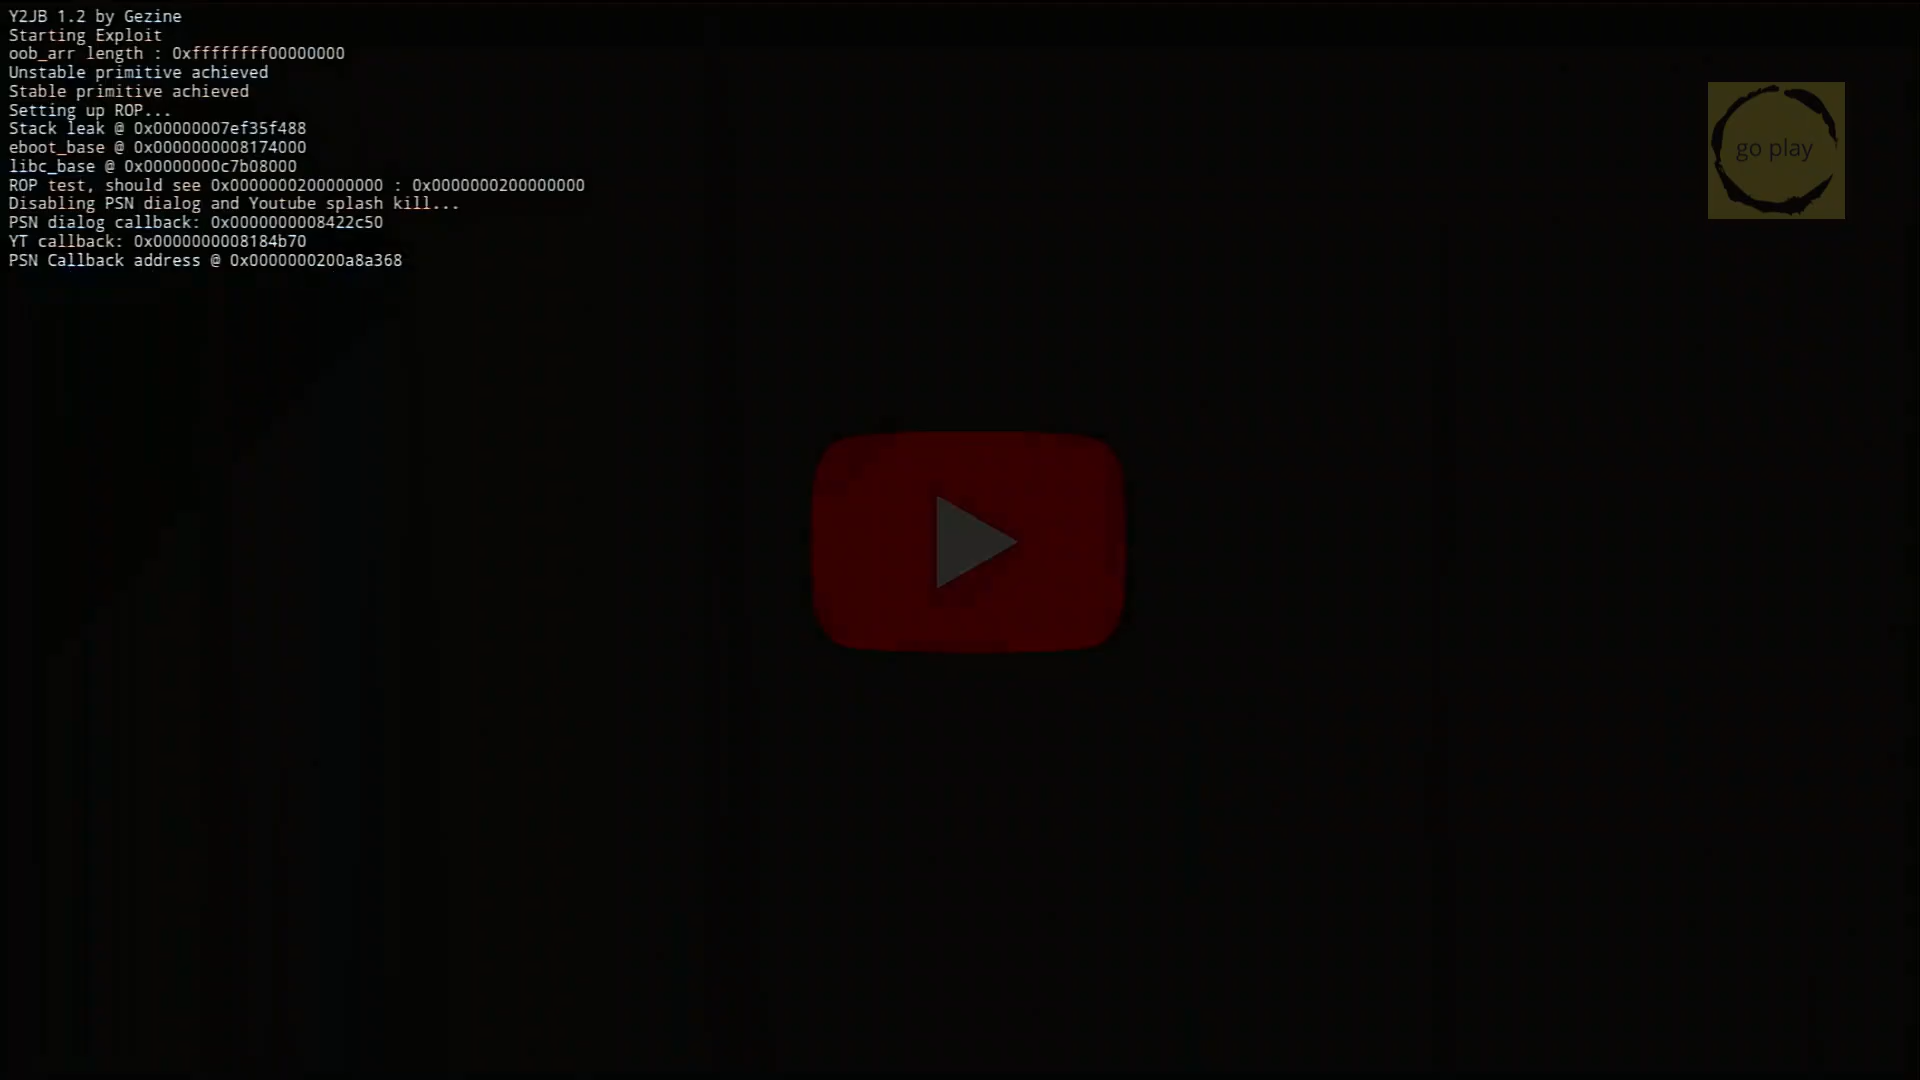 Y2JB 1.2 by Gezine
Starting Exploit
oob_arr length : 0xffffffff00000000
Unstable primitive achieved
Stable primitive achieved
Setting up ROP...
Stack leak @ 0x00000007ef35f488
eboot_base @ 0x0000000008174000
libc_base @ 0x00000000c7b08000
ROP test, should see 0x0000000200000000 : 0x0000000200000000
Disabling PSN dialog and Youtube splash kill...
PSN dialog callback: 0x0000000008422c50
YT callback: 0x0000000008184b70
PSN Callback address @ 0x0000000200a8a368
go play